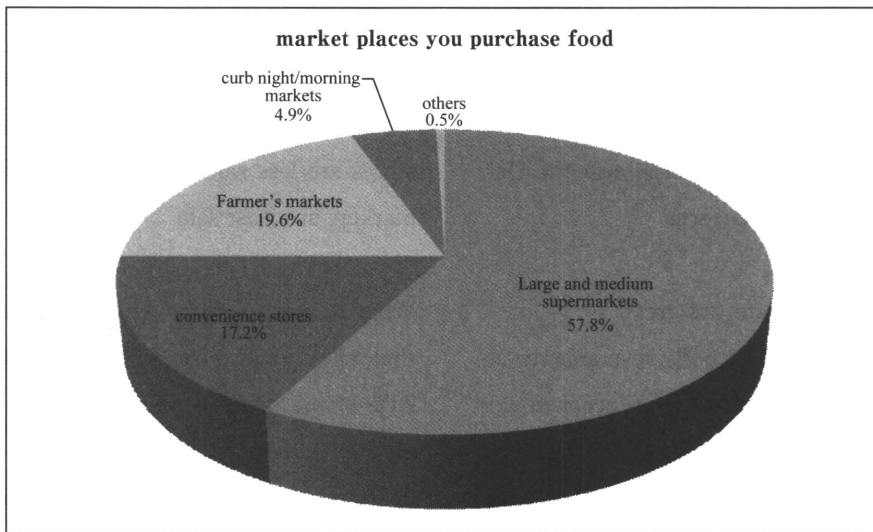 market places you purchase food
curb night/morning
markets
4.9%
others
0.5%
Farmer's markets
19.6%
Large and medium
supermarkets
57.8%
convenience stores
17.2%